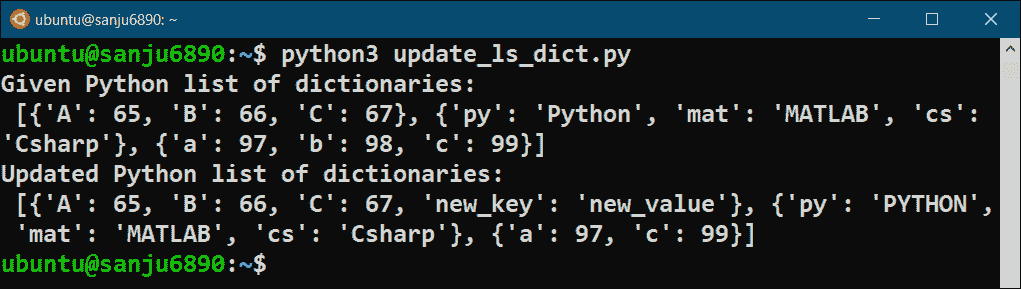 ubuntu@sanju6890: ~
ubuntu@sanju6890:~$ python3 update_ls_dict.py
Given Python list of dictionaries:
 [{'A': 65, 'B': 66, 'C': 67}, {'py': 'Python', 'mat': 'MATLAB', 'cs':
'Csharp'}, {'a': 97, 'b': 98, 'c': 99}]
Updated Python list of dictionaries:
 [{'A': 65, 'B': 66, 'C': 67, 'new_key': 'new_value'}, {'py': 'PYTHON',
 'mat': 'MATLAB', 'cs': 'Csharp'}, {'a': 97, 'c': 99}]
ubuntu@sanju6890:~$